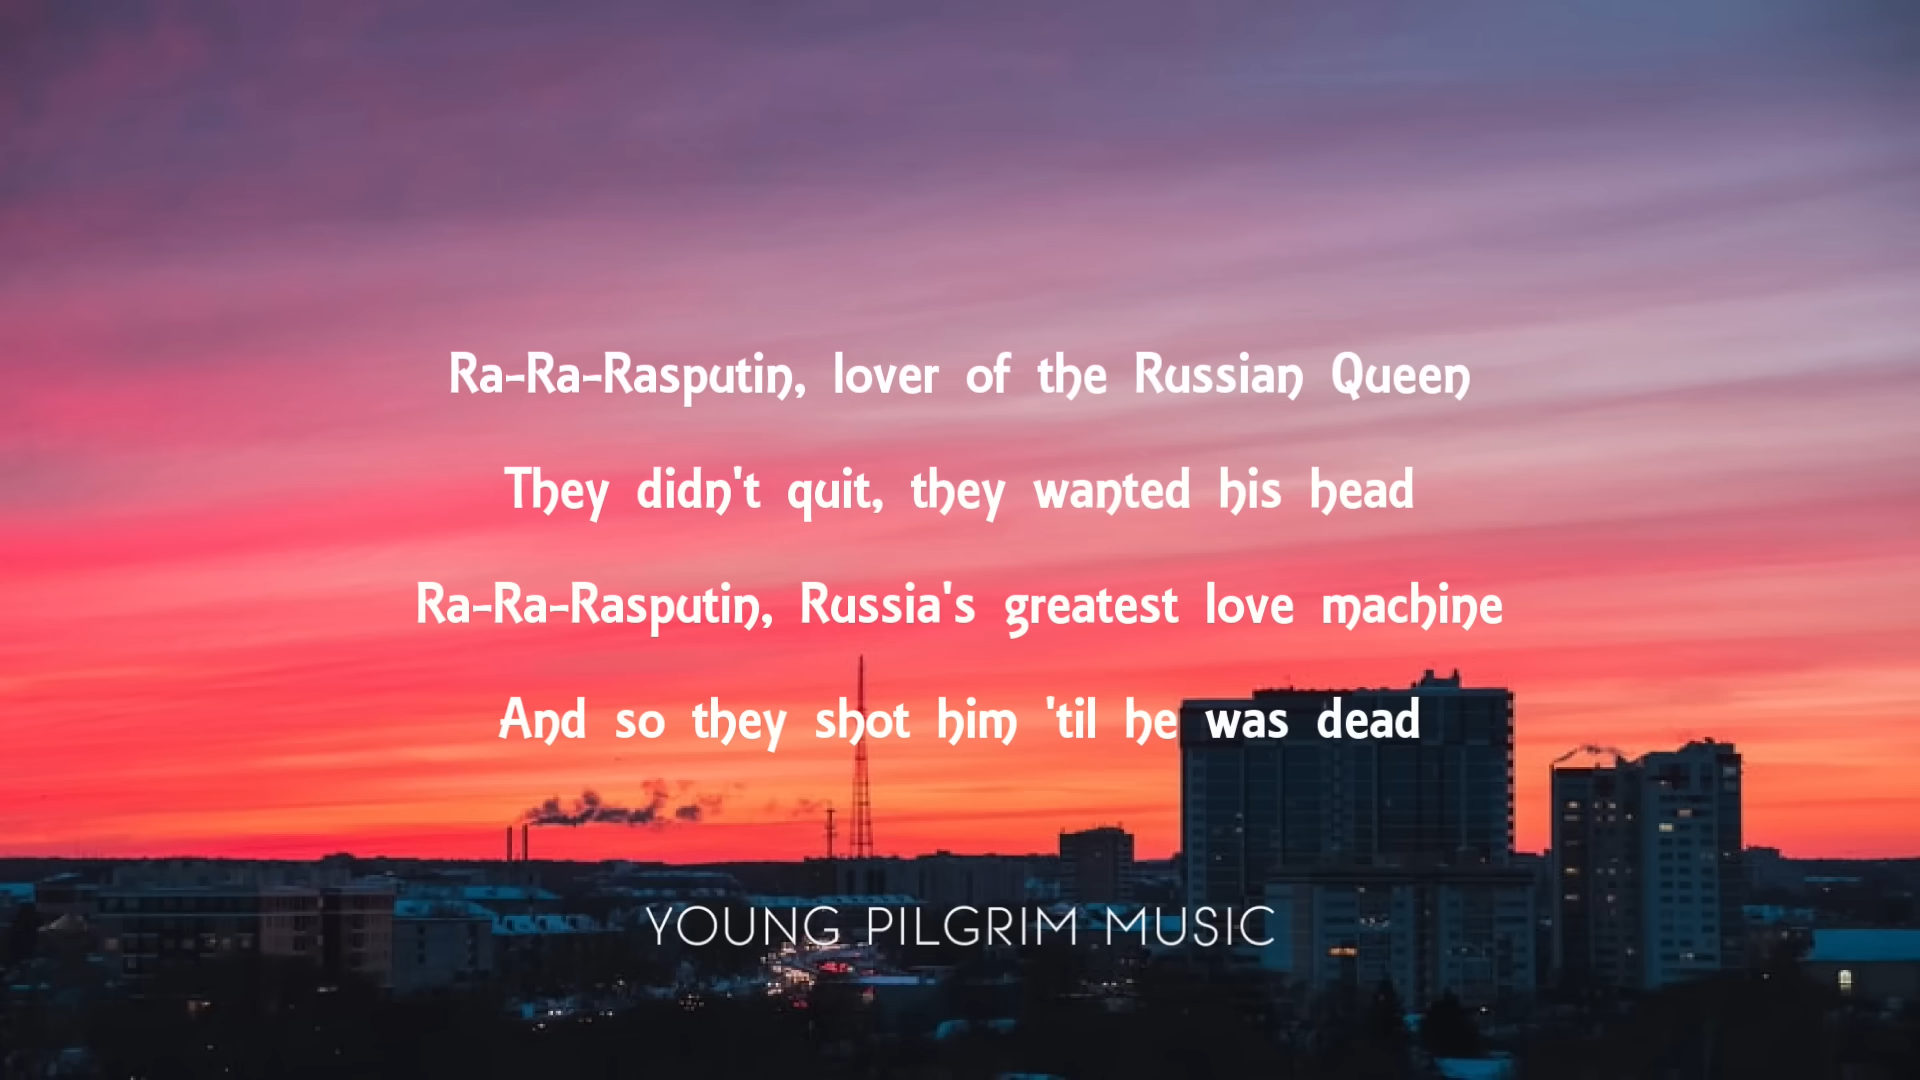 Ra-Ra-Rasputin, lover of the Russian Queen
They didn't quit, they wanted his head
Ra-Ra-Rasputin, Russia's greatest love machine
And so they shot him 'til he was dead
YOUNG PILGRIM MUSIC